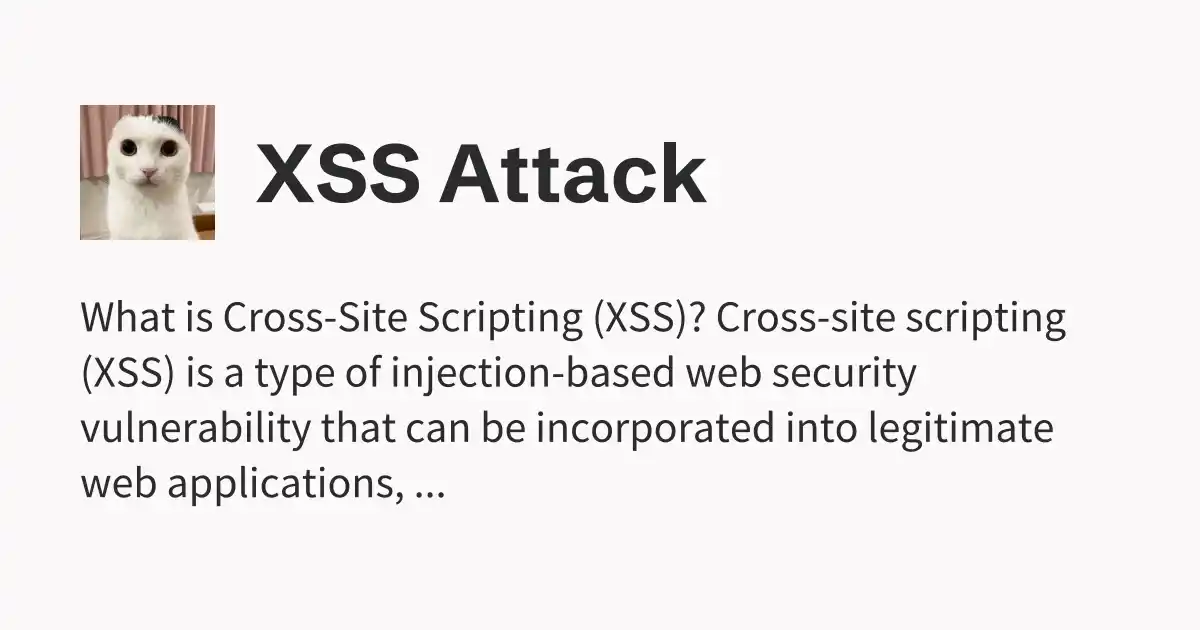 XSS Attack
What is Cross-Site Scripting (XSS)? Cross-site scripting
(XSS) is a type of injection-based web security
vulnerability that can be incorporated into legitimate
web applications, ...